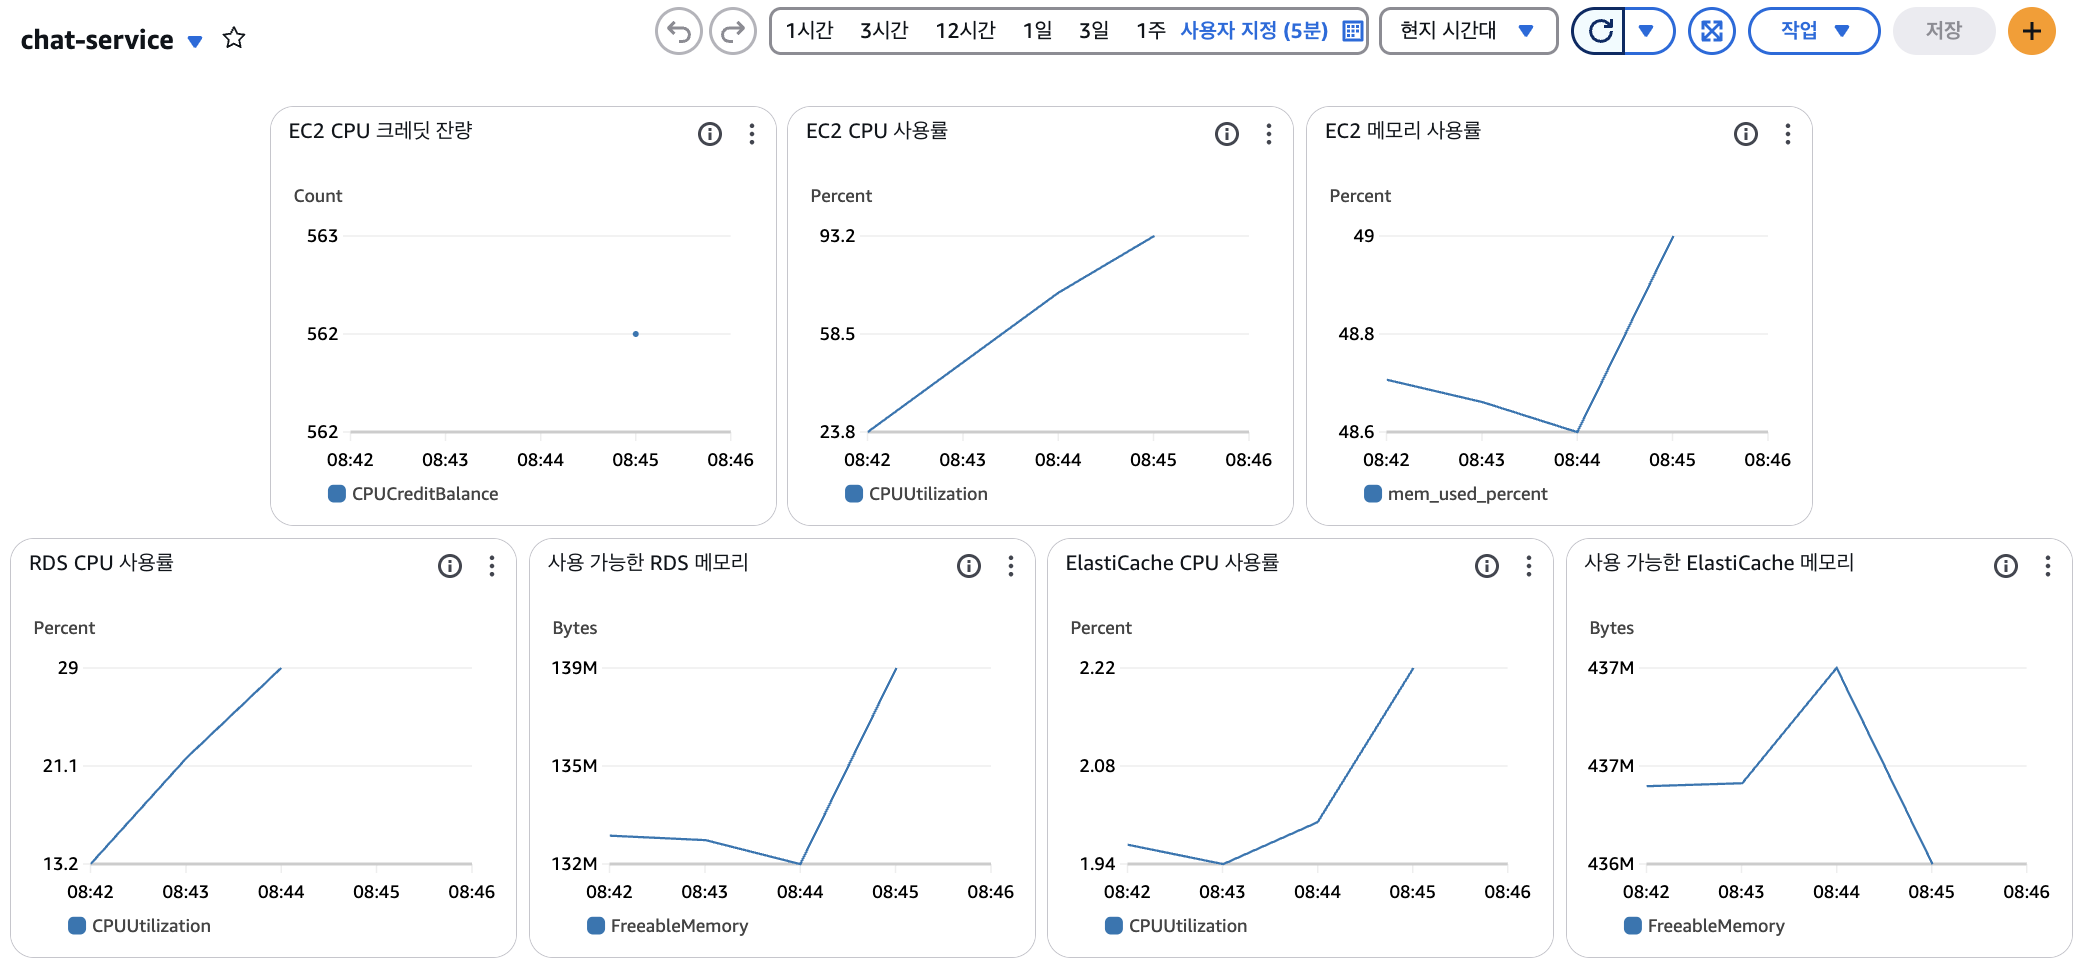 chat-service
1시간 3시간 12시간 1일 3일 1주 사용자 지정 (5분) 현지 시간대 작업 저장
EC2 CPU 크레딧 잔량
Count
563
562
562
08:42 08:43 08:44 08:45 08:46
CPUCreditBalance
EC2 CPU 사용률
Percent
93.2
58.5
23.8
08:42 08:43 08:44 08:45 08:46
CPUUtilization
EC2 메모리 사용률
Percent
49
48.8
48.6
08:42 08:43 08:44 08:45 08:46
mem_used_percent
RDS CPU 사용률
Percent
29
21.1
13.2
08:42 08:43 08:44 08:45 08:46
CPUUtilization
사용 가능한 RDS 메모리
Bytes
139M
135M
132M
08:42 08:43 08:44 08:45 08:46
FreeableMemory
ElastiCache CPU 사용률
Percent
2.22
2.08
1.94
08:42 08:43 08:44 08:45 08:46
CPUUtilization
사용 가능한 ElastiCache 메모리
Bytes
437M
437M
436M
08:42 08:43 08:44 08:45 08:46
FreeableMemory